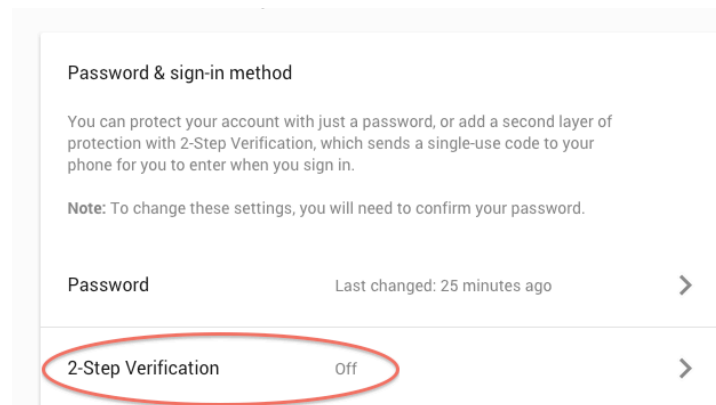 Password & sign-in method
You can protect your account with just a password, or add a second layer of
protection with 2-Step Verification, which sends a single-use code to your
phone for you to enter when you sign in.
Note: To change these settings, you will need to confirm your password.
Password Last changed: 25 minutes ago
2-Step Verification Off